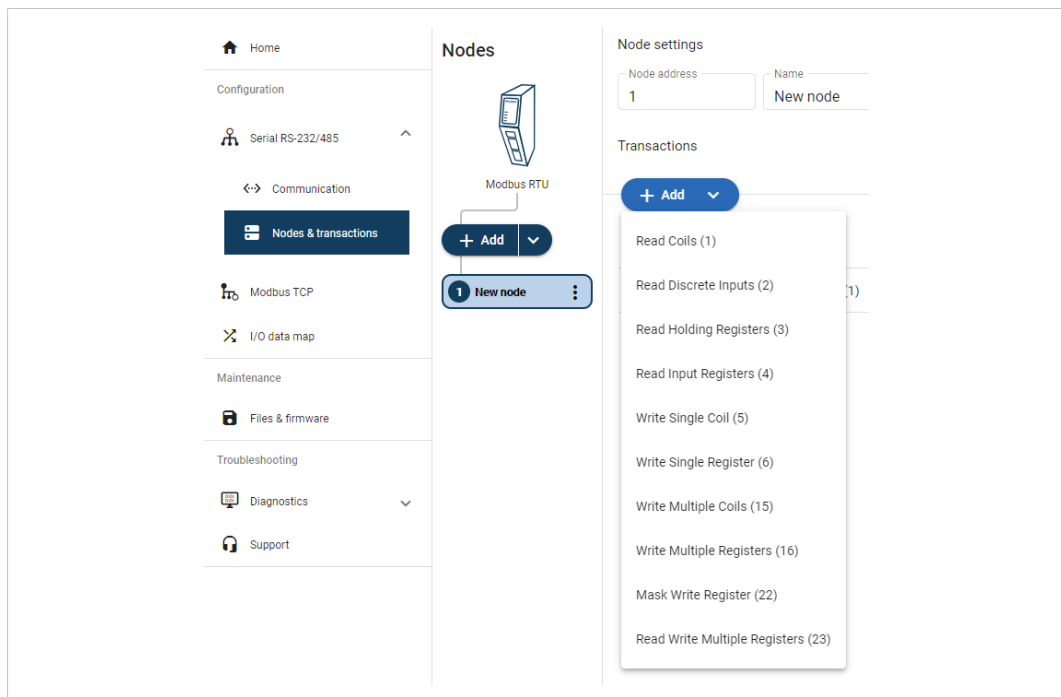 Home
Configuration
Serial RS-232/485
Communication
Nodes & transactions
Modbus TCP
I/O data map
Maintenance
Files & firmware
Troubleshooting
Diagnostics
Support
Nodes
Modbus RTU
+ Add
1 New node
Node settings
Node address
1
Name
New node
Transactions
+ Add
Read Coils (1)
Read Discrete Inputs (2)
(1)
Read Holding Registers (3)
Read Input Registers (4)
Write Single Coil (5)
Write Single Register (6)
Write Multiple Coils (15)
Write Multiple Registers (16)
Mask Write Register (22)
Read Write Multiple Registers (23)